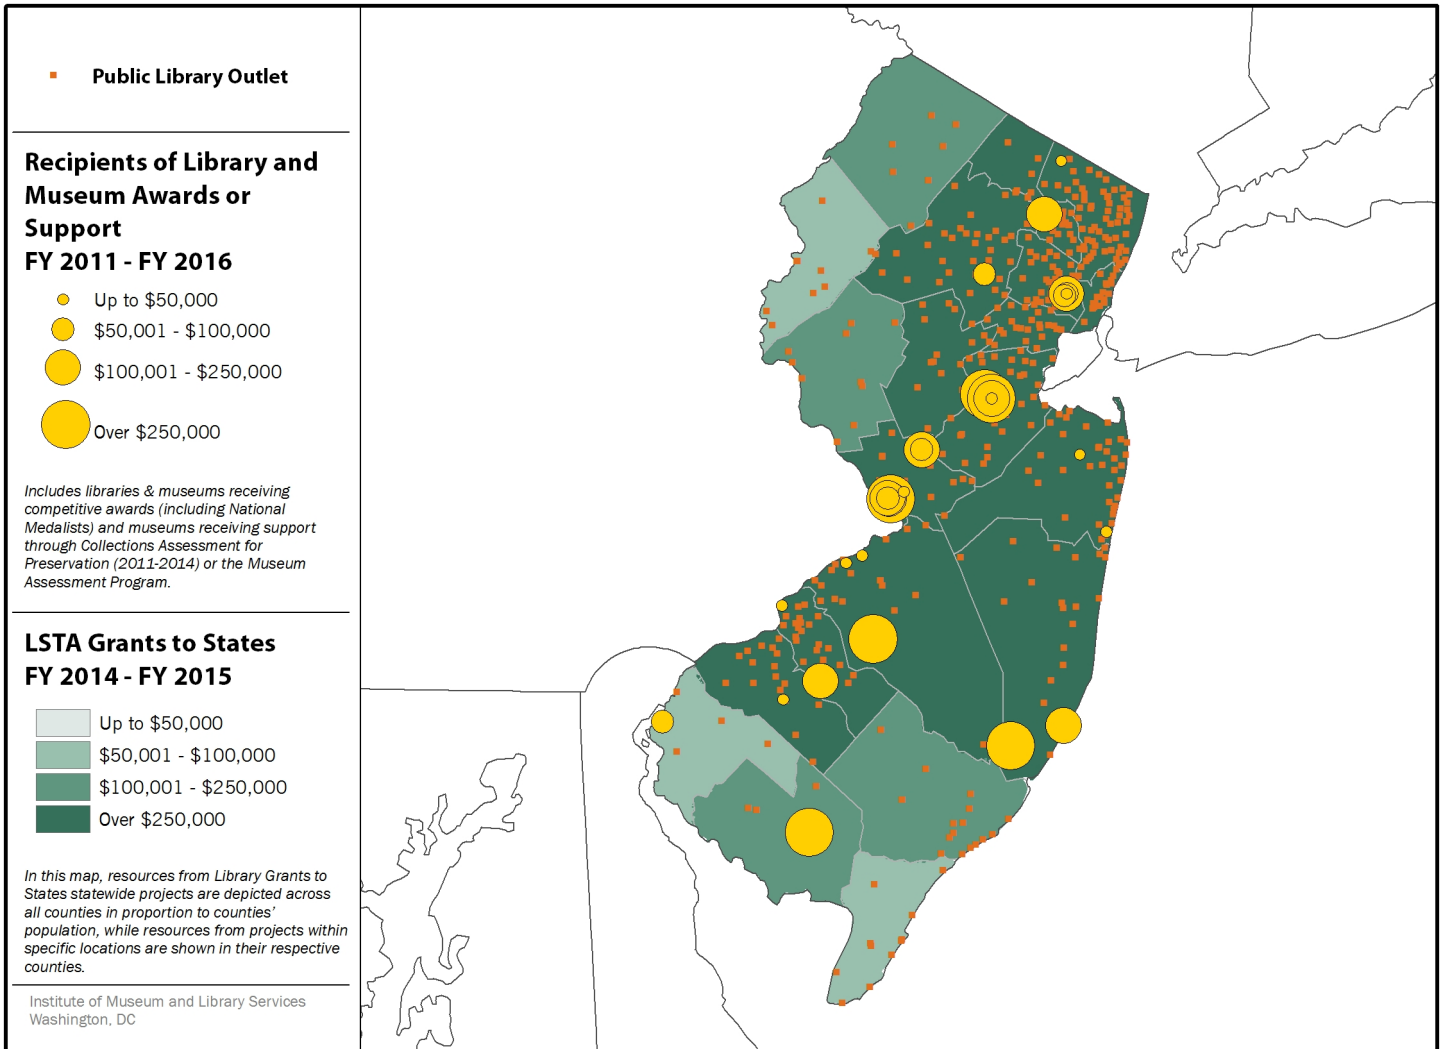 Public Library Outlet
Recipients of Library and
Museum Awards or
Support
FY 2011 - FY 2016
Up to $50,000
$50,001 - $100,000
$100,001 - $250,000
Over $250,000
Includes libraries & museums receiving
competitive awards (including National
Medalists) and museums receiving support
through Collections Assessment for
Preservation (2011-2014) or the Museum
Assessment Program.
LSTA Grants to States
FY 2014 - FY 2015
Up to $50,000
$50,001 - $100,000
$100,001 - $250,000
Over $250,000
In this map, resources from Library Grants to
States statewide projects are depicted across
all counties in proportion to counties'
population, while resources from projects within
specific locations are shown in their respective
counties.
Institute of Museum and Library Services
Washington, DC